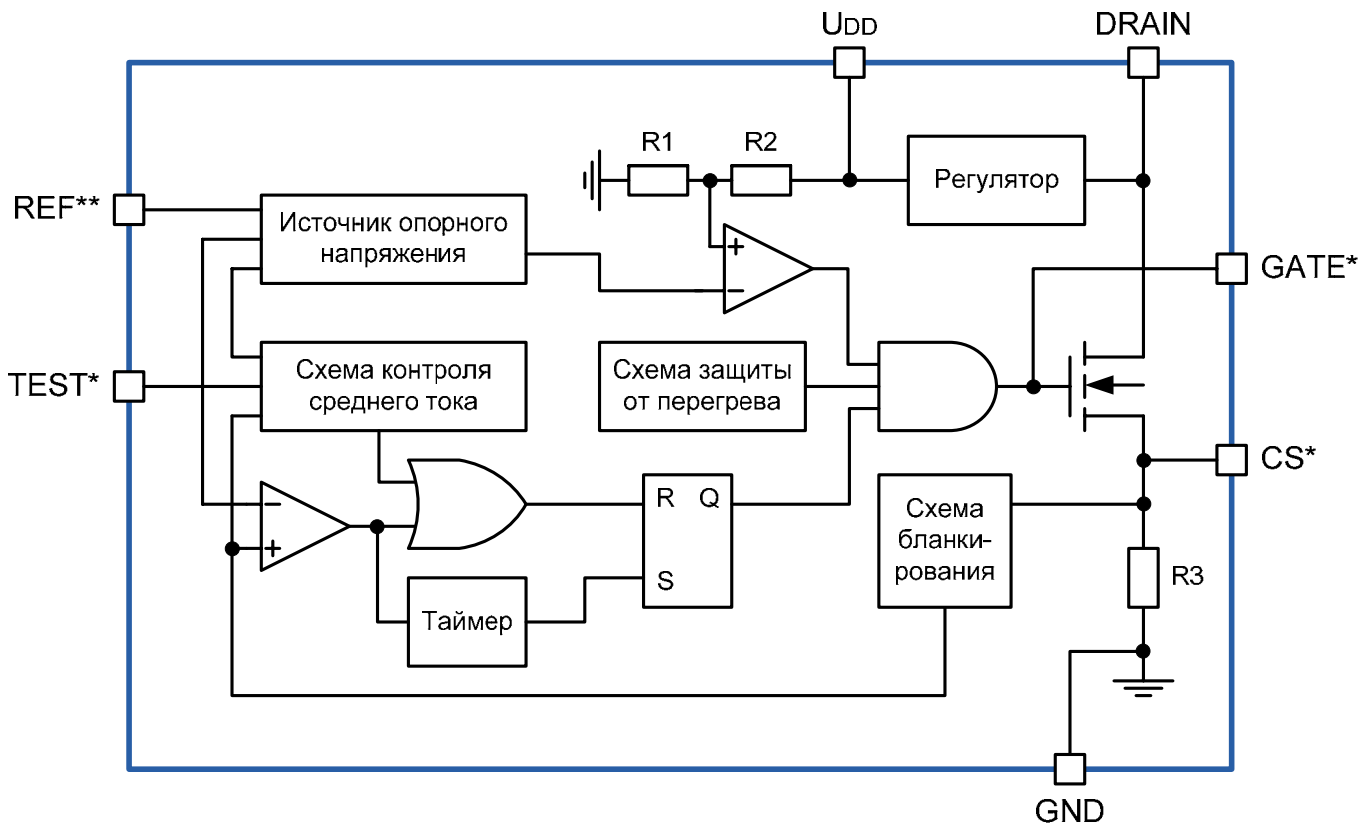 UDD
DRAIN
R1
R2
Регулятор
REF**
Источник опорного
напряжения
+
−
GATE*
TEST*
Схема контроля
среднего тока
Схема защиты
от перегрева
CS*
−
+
R
Q
S
Схема
бланки-
рования
R3
Таймер
GND